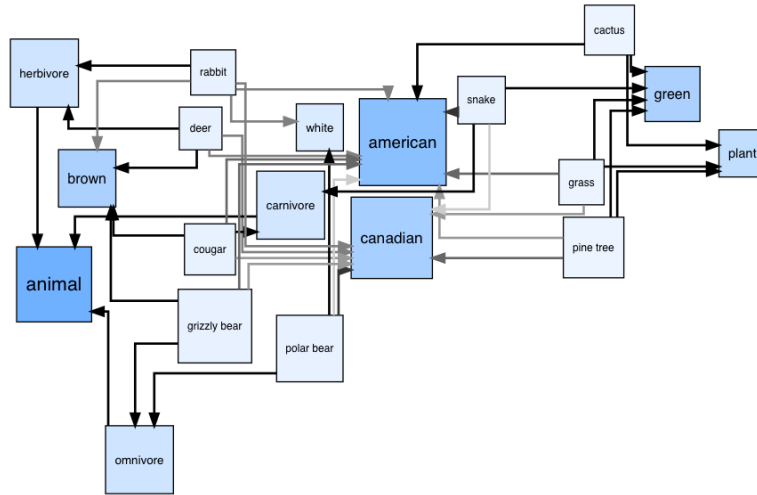 cactus
herbivore
rabbit
snake
green
deer
white
american
plant
brown
carnivore
grass
cougar
canadian
pine tree
animal
grizzly bear
polar bear
omnivore